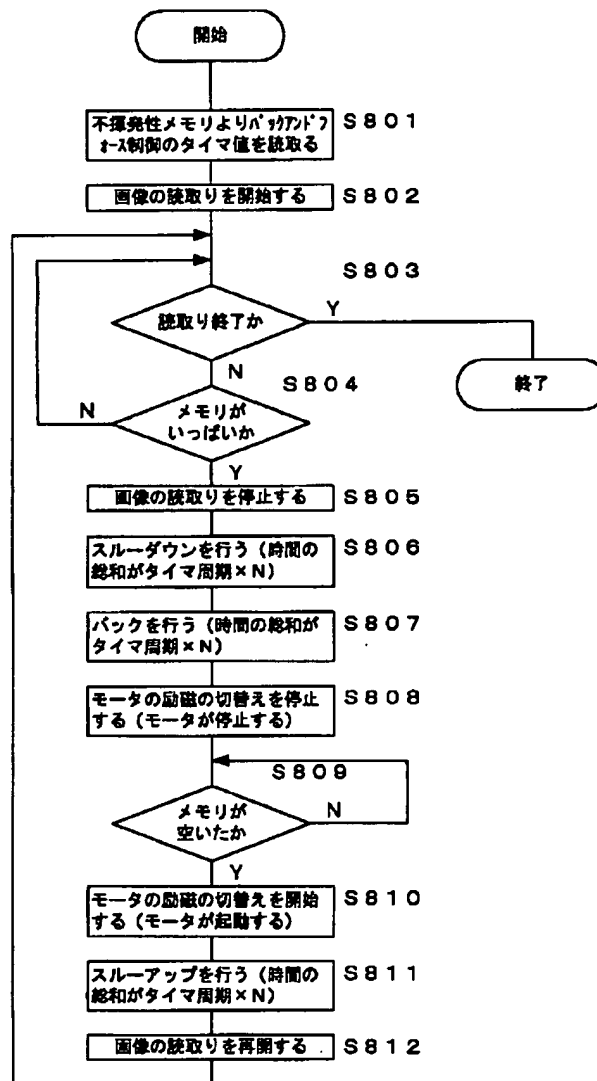 開始
不揮発性メモリよりﾊﾞｯｸｱﾝﾄﾞﾌ
ｫｰｽ制御のタイマ値を読取る
S801
画像の読取りを開始する
S802
S803
読取り終了か
Y
N
終了
S804
メモリが
いっぱいか
N
Y
画像の読取りを停止する
S805
スルーダウンを行う（時間の
総和がタイマ周期×N）
S806
バックを行う（時間の総和が
タイマ周期×N）
S807
モータの励磁の切替えを停止
する（モータが停止する）
S808
S809
メモリが
空いたか
N
Y
モータの励磁の切替えを開始
する（モータが起動する）
S810
スルーアップを行う（時間の
総和がタイマ周期×N）
S811
画像の読取りを再開する
S812